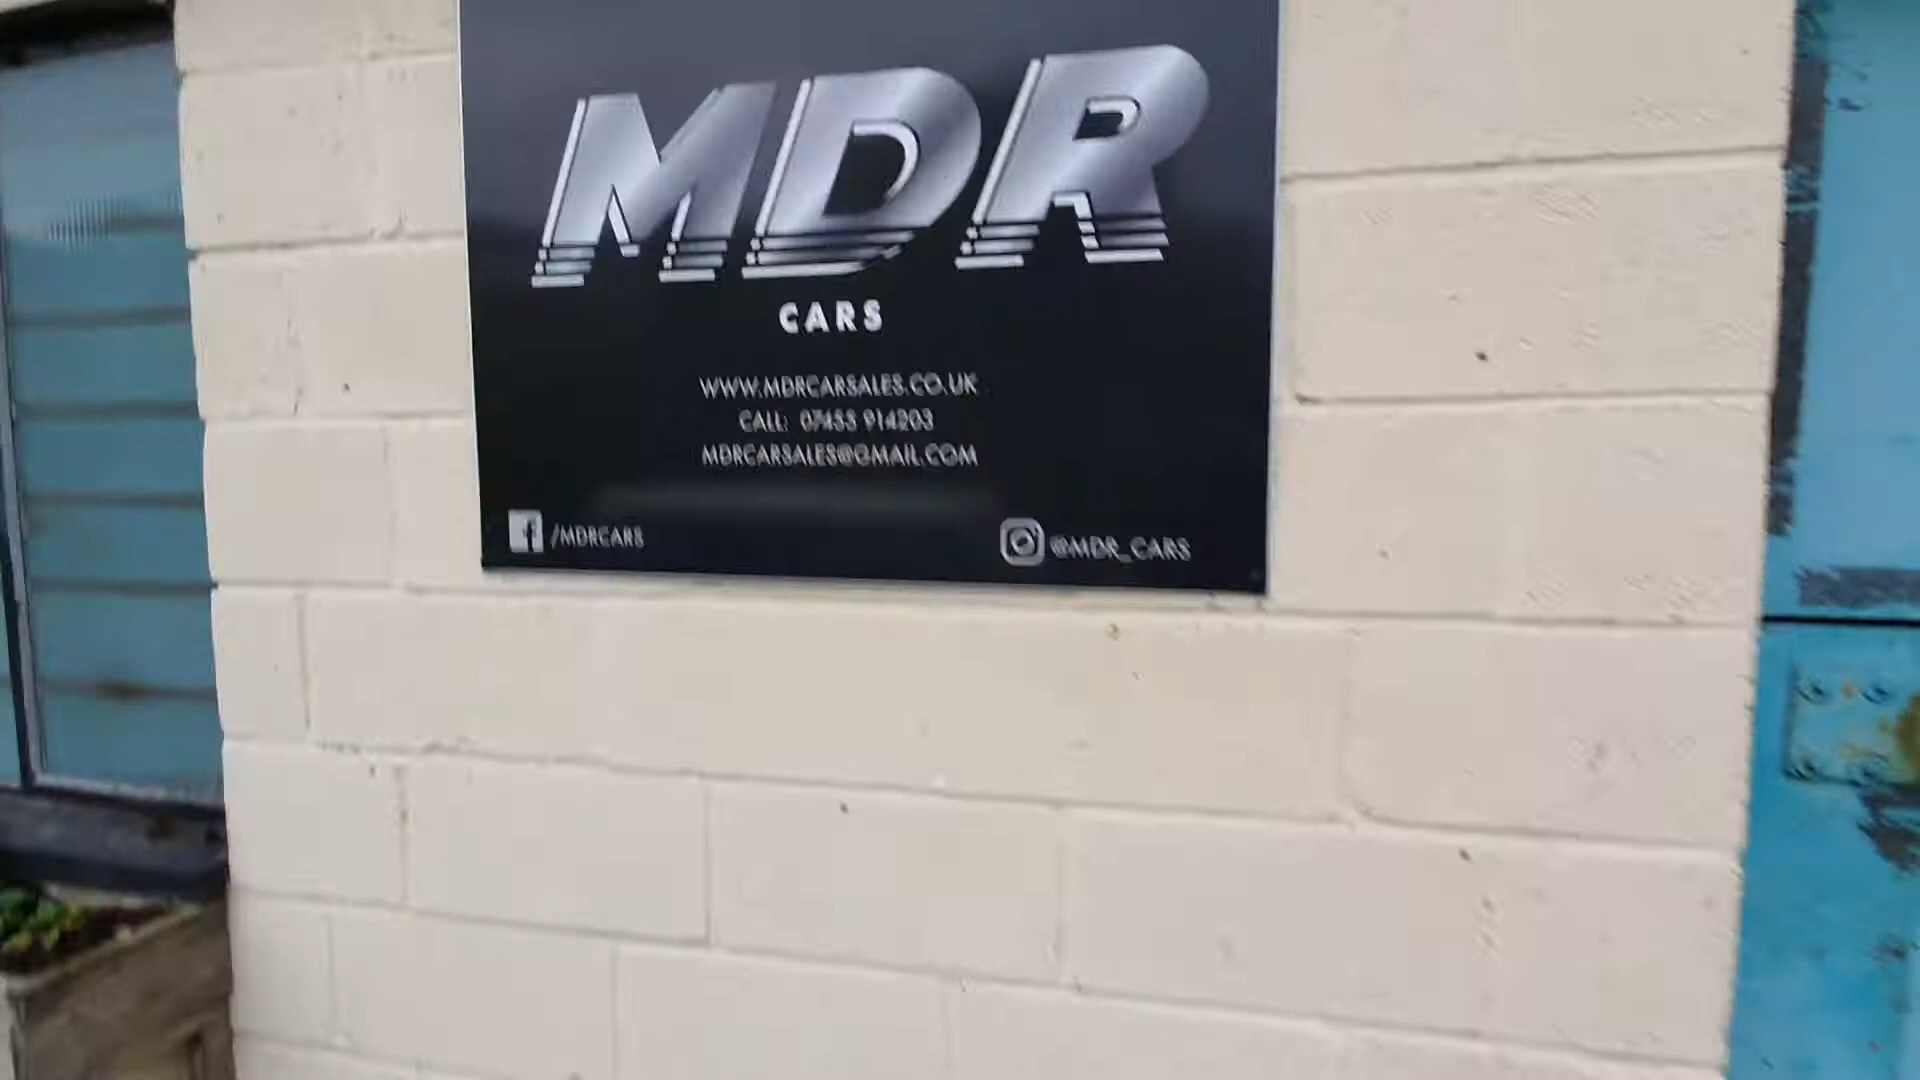 MDR
CARS
WWW.MDRCARSALES.CO.UK
CALL: 07455 914203
MDRCARSALES@GMAIL.COM
/MDRCARS
@MDR_CARS